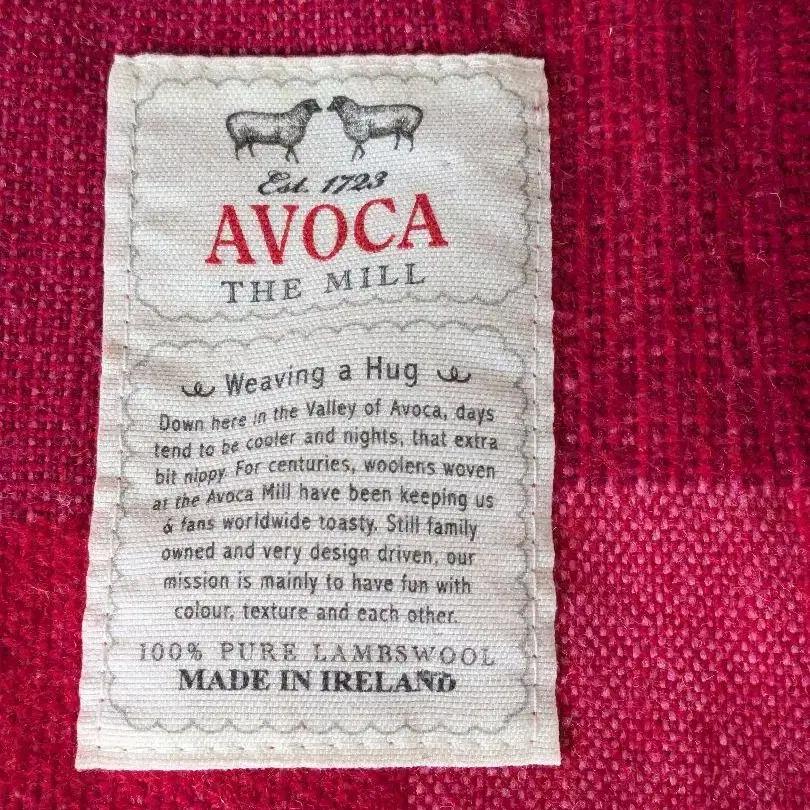 Est. 1723
AVOCA
THE MILL
Weaving a Hug
Down here in the Valley of Avoca, days
tend to be cooler and nights, that extra
bit nippy. For centuries, woolens woven
at the Avoca Mill have been keeping us
& fans worldwide toasty. Still family
owned and very design driven, our
mission is mainly to have fun with
colour, texture and each other.
100% PURE LAMBSWOOL
MADE IN IRELAND